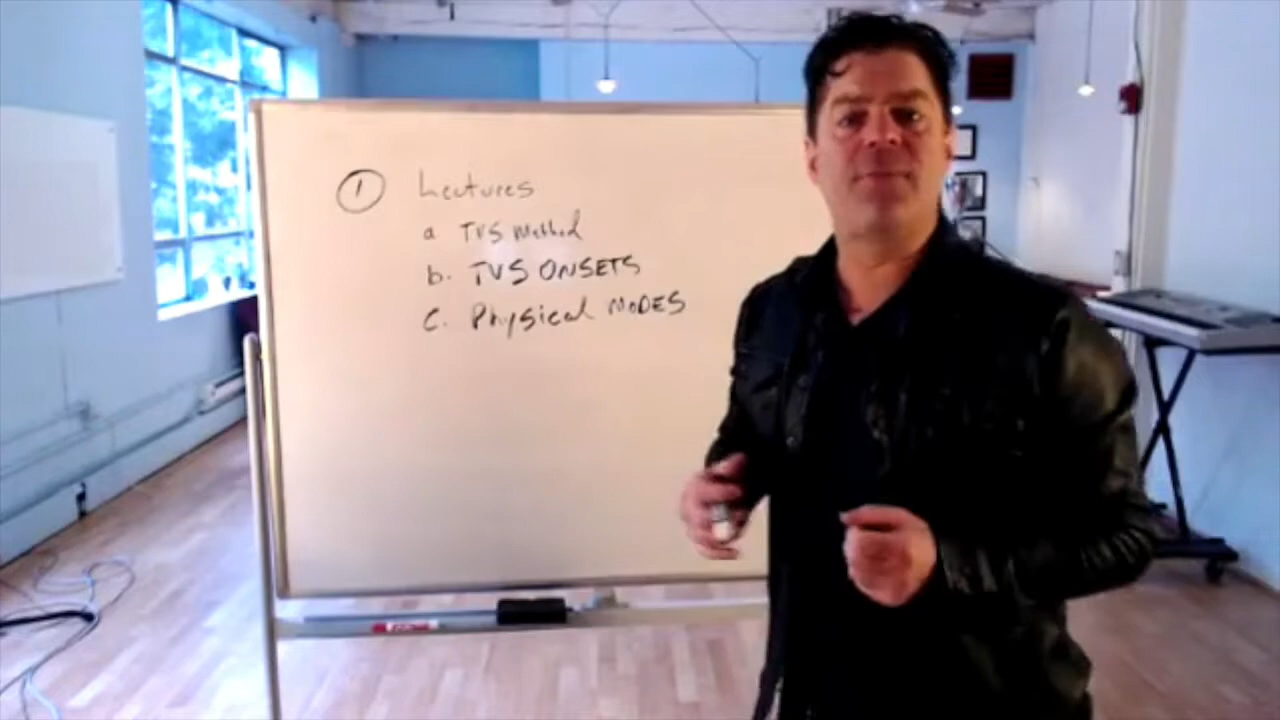 ① Lectures
a TVS Method
b. TVS ONSETS
c. Physical MODES